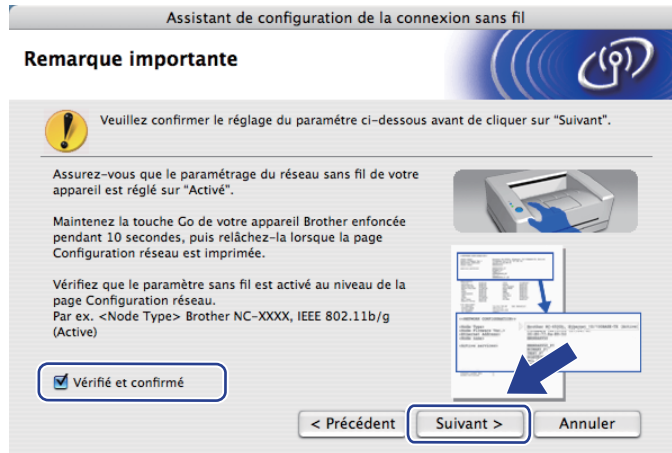 Assistant de configuration de la connexion sans fil
Remarque importante
Veuillez confirmer le réglage du paramétre ci-dessous avant de cliquer sur “Suivant”.
Assurez-vous que le paramétrage du réseau sans fil de votre
appareil est réglé sur “Activé”.
Maintenez la touche Go de votre appareil Brother enfoncée
pendant 10 secondes, puis relâchez-la lorsque la page
Configuration réseau est imprimée.
Vérifiez que le paramètre sans fil est activé au niveau de la
page Configuration réseau.
Par ex. <Node Type> Brother NC-XXXX, IEEE 802.11b/g
(Active)
Vérifié et confirmé
< Précédent
Suivant >
Annuler